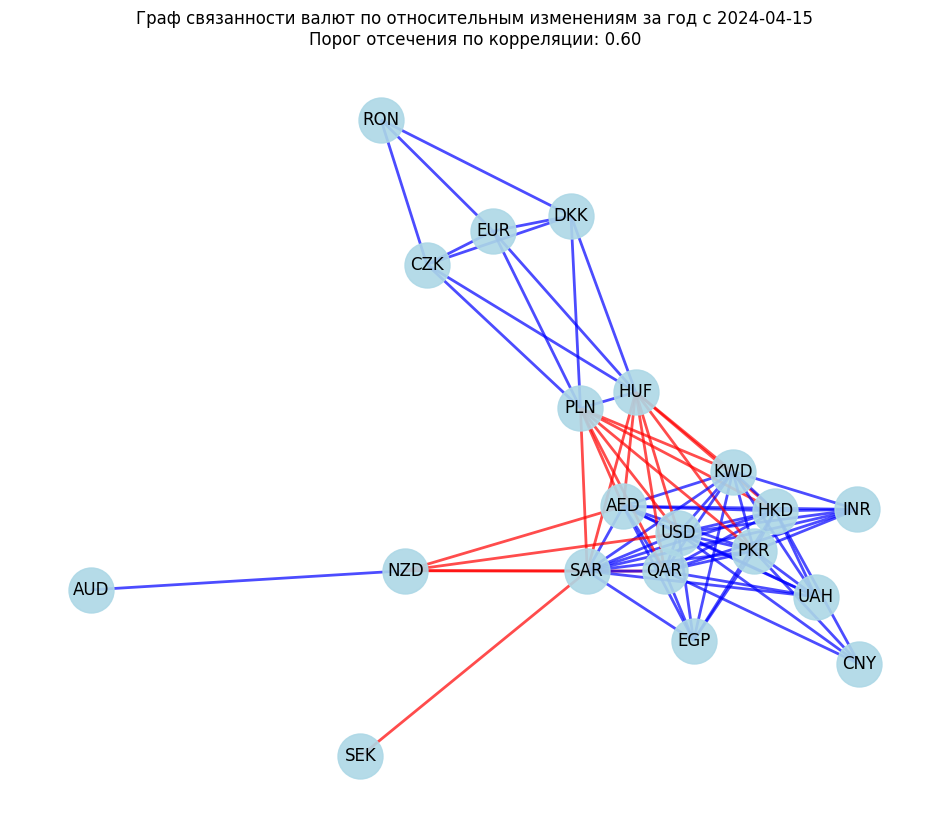 Граф связанности валют по относительным изменениям за год с 2024-04-15
Порог отсечения по корреляции: 0.60
RON
DKK
EUR
CZK
HUF
PLN
KWD
AED
HKD
INR
USD
PKR
NZD
SAR
QAR
AUD
UAH
EGP
CNY
SEK